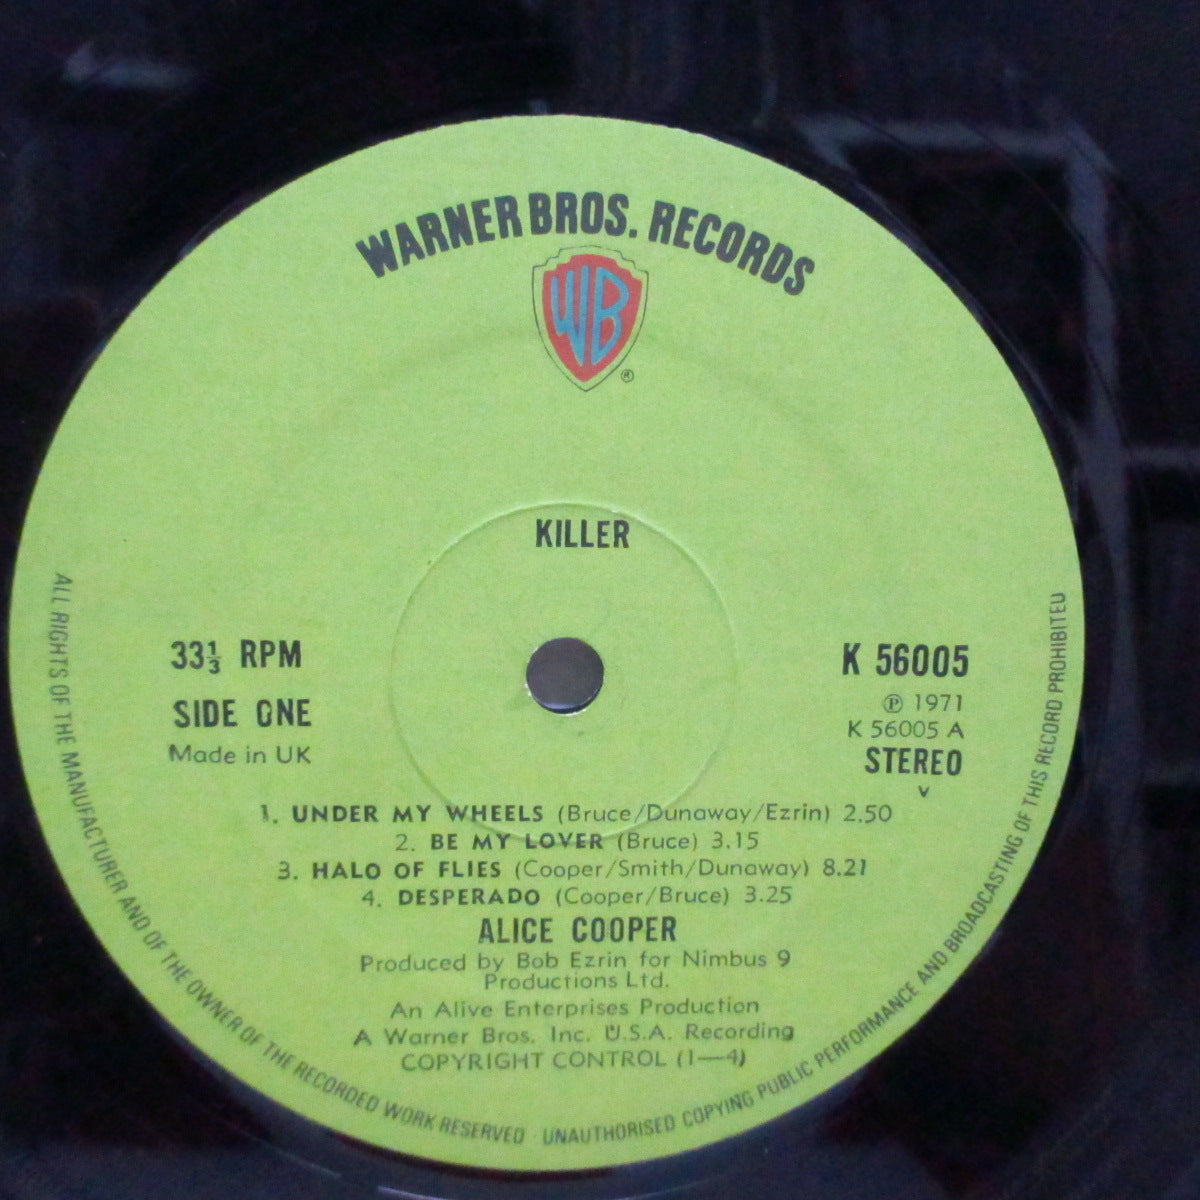 WARNER BROS. RECORDS
WB
®
KILLER
33⅓ RPM
SIDE ONE
Made in UK
K 56005
℗ 1971
K 56005 A
STEREO
v
1. UNDER MY WHEELS (Bruce/Dunaway/Ezrin) 2.50
2. BE MY LOVER (Bruce) 3.15
3. HALO OF FLIES (Cooper/Smith/Dunaway) 8.21
4. DESPERADO (Cooper/Bruce) 3.25
ALICE COOPER
Produced by Bob Ezrin for Nimbus 9
Productions Ltd.
An Alive Enterprises Production
A Warner Bros. Inc. U.S.A. Recording
COPYRIGHT CONTROL (1—4)
ALL RIGHTS OF THE MANUFACTURER AND OF THE OWNER OF THE RECORDED WORK RESERVED · UNAUTHORISED COPYING PUBLIC PERFORMANCE AND BROADCASTING OF THIS RECORD PROHIBITED